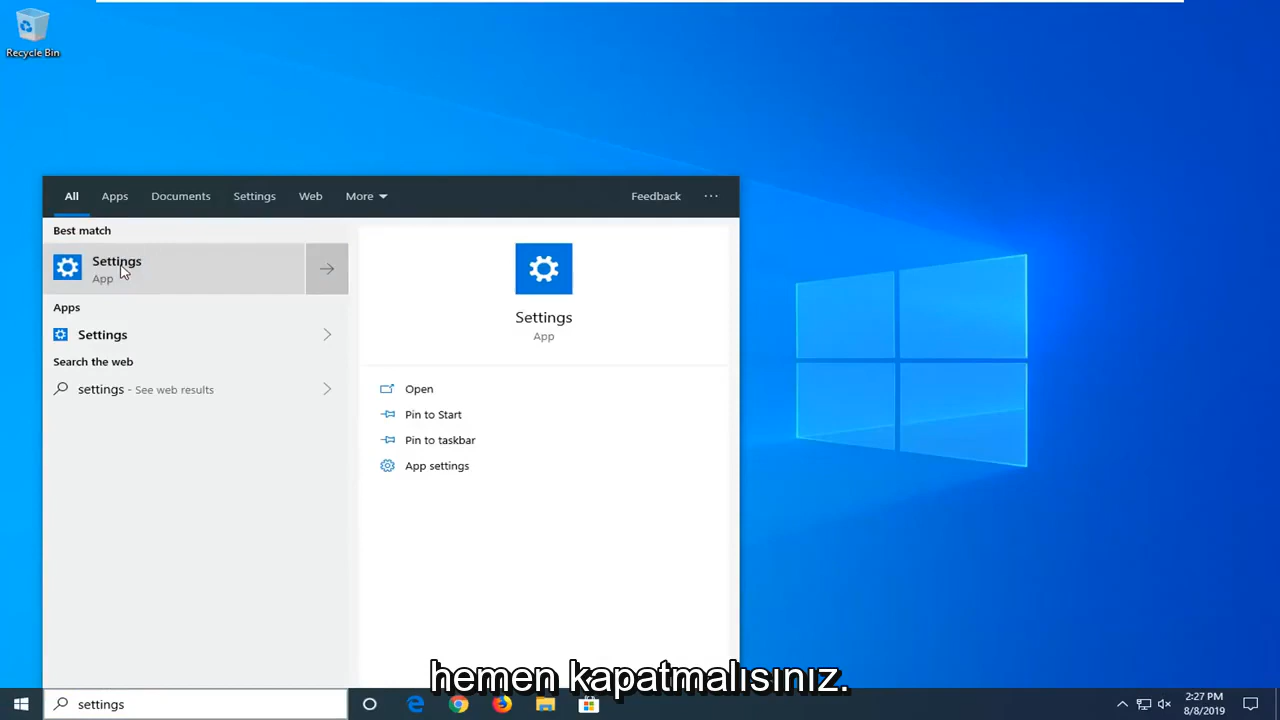 Recycle Bin
All Apps Documents Settings Web More Feedback ...
Best match
Settings
App
Apps
Settings
Search the web
settings - See web results
Settings
App
Open
Pin to Start
Pin to taskbar
App settings
hemen kapatmalısınız.
settings
2:27 PM
8/8/2019